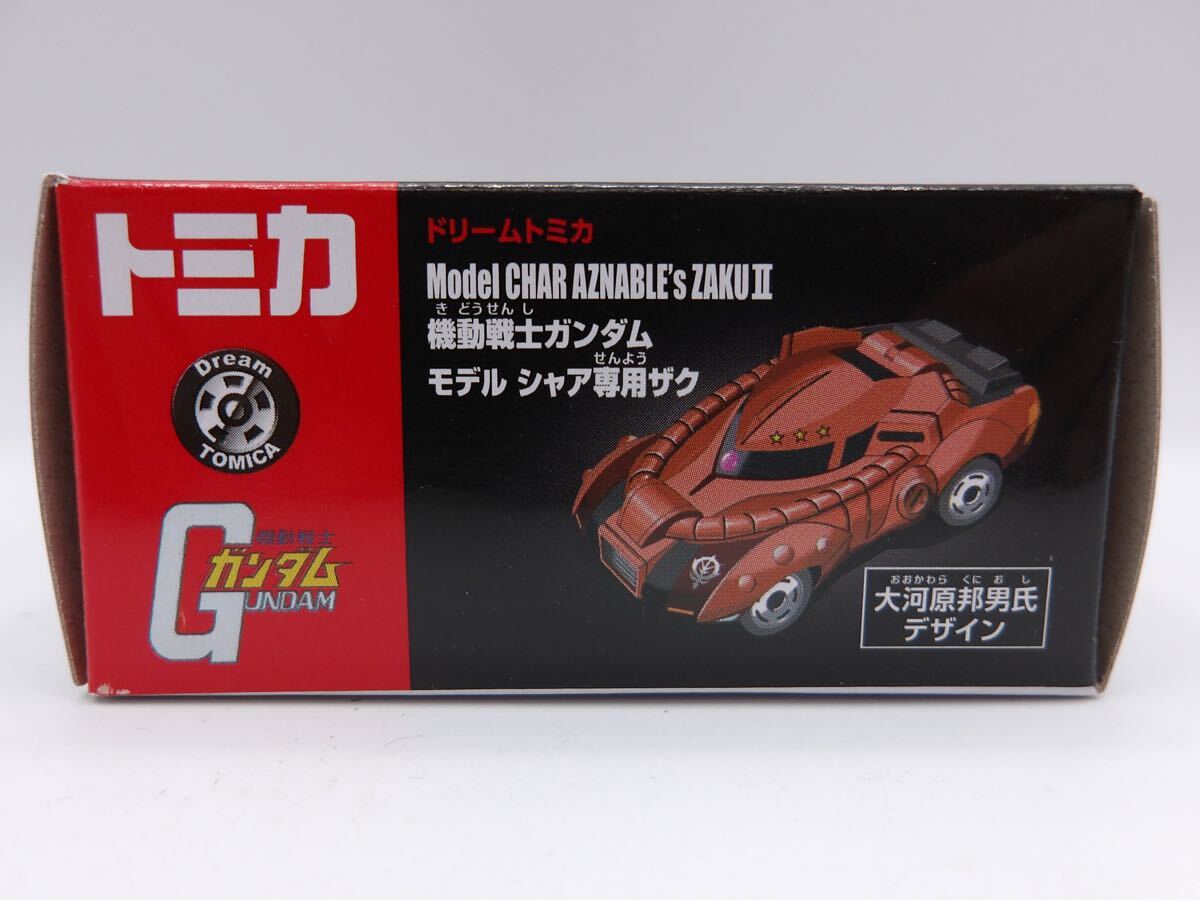 トミカ
Dream
TOMICA
機動戦士
ガンダム
GUNDAM
ドリームトミカ
Model CHAR AZNABLE's ZAKUⅡ
きどうせんし
機動戦士ガンダム
せんよう
モデル シャア専用ザク
おおかわら くにお し
大河原邦男氏
デザイン